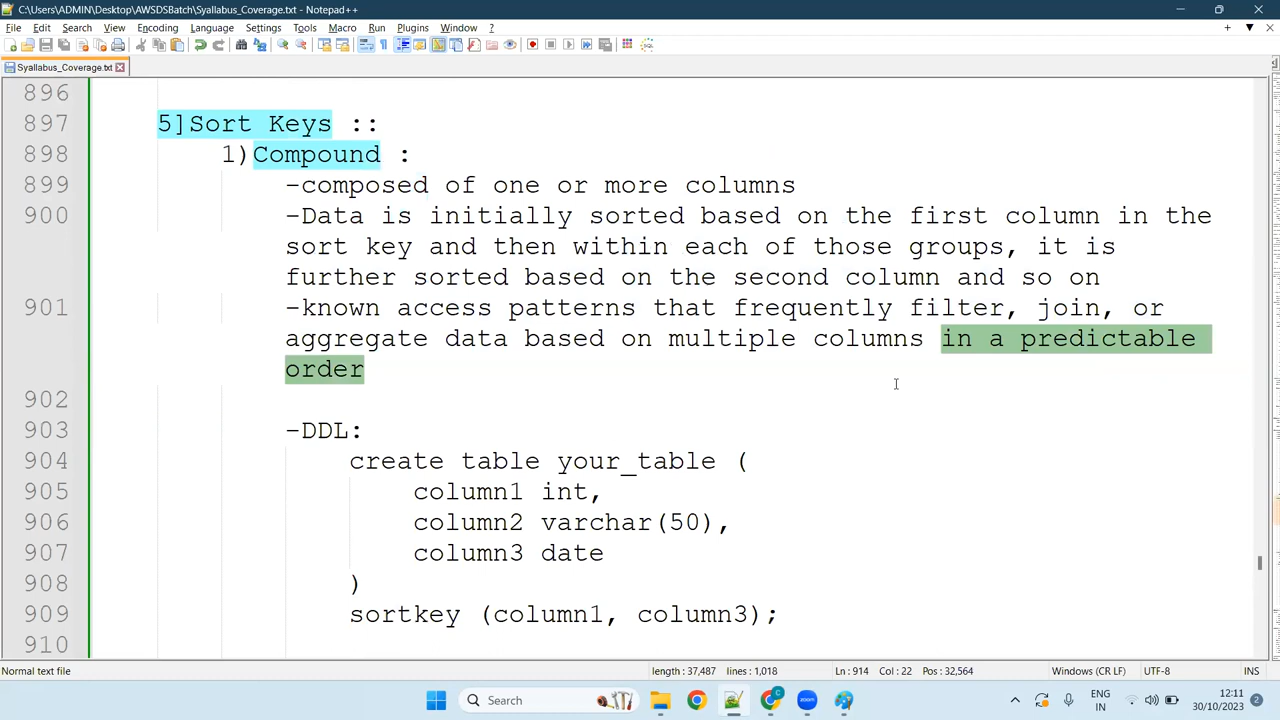 C:\Users\ADMIN\Desktop\AWSDSBatch\Syallabus_Coverage.txt - Notepad++
File Edit Search View Encoding Language Settings Tools Macro Run Plugins Window ?
Syallabus_Coverage.txt
896
897 5]Sort Keys ::
898 1)Compound :
899 -composed of one or more columns
900 -Data is initially sorted based on the first column in the
sort key and then within each of those groups, it is
further sorted based on the second column and so on
901 -known access patterns that frequently filter, join, or
aggregate data based on multiple columns in a predictable
order
902
903 -DDL:
904 create table your_table (
905 column1 int,
906 column2 varchar(50),
907 column3 date
908 )
909 sortkey (column1, column3);
910
Normal text file length : 37,487 lines : 1,018 Ln : 914 Col : 22 Pos : 32,564 Windows (CR LF) UTF-8 INS
Search ENG IN 12:11 30/10/2023